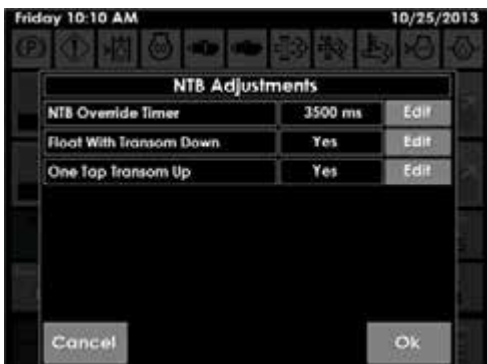 Friday 10:10 AM 10/25/2013
NTB Adjustments
NTB Override Timer 3500 ms Edit
Float With Transom Down Yes Edit
One Tap Transom Up Yes Edit
Cancel Ok